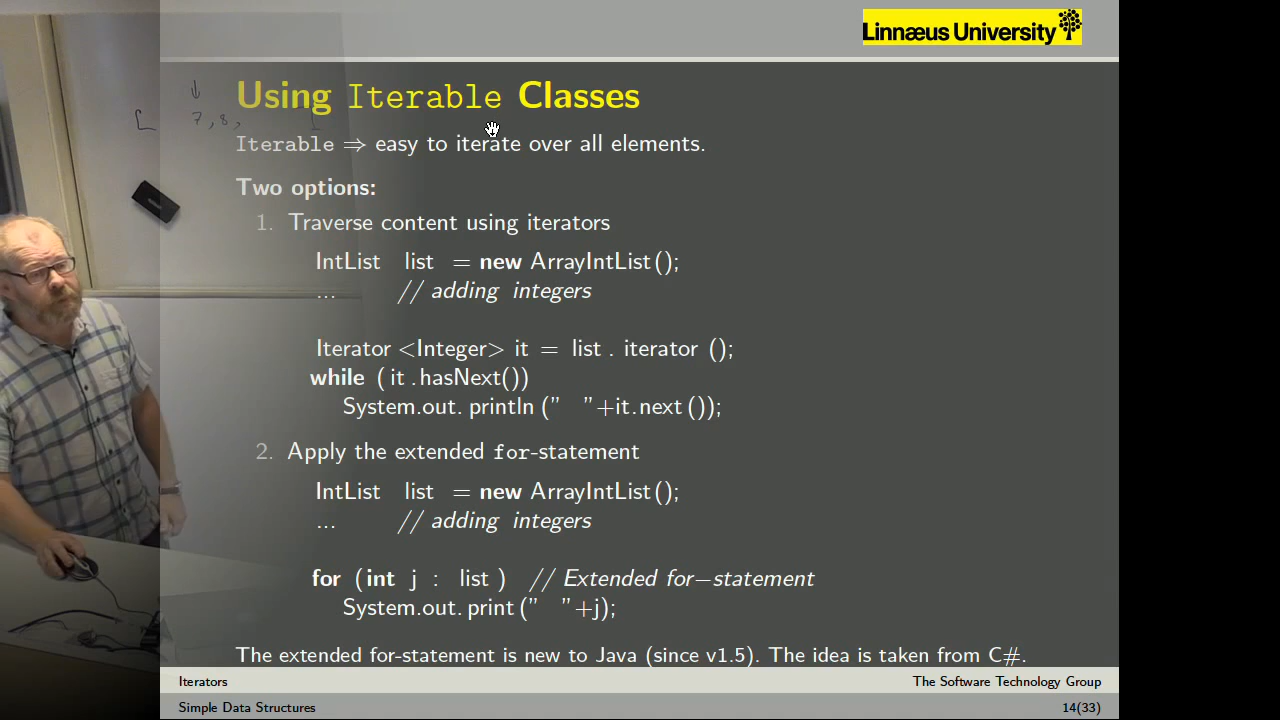 Linnæus University
Using Iterable Classes
7, 8,
Iterable ⇒ easy to iterate over all elements.
Two options:
1. Traverse content using iterators
IntList list = new ArrayIntList();
... // adding integers
Iterator <Integer> it = list . iterator ();
while ( it .hasNext())
System.out. println (" "+it.next ());
2. Apply the extended for-statement
IntList list = new ArrayIntList();
... // adding integers
for (int j : list ) // Extended for−statement
System.out. print (" "+j);
The extended for-statement is new to Java (since v1.5). The idea is taken from C#.
Iterators The Software Technology Group
Simple Data Structures 14(33)